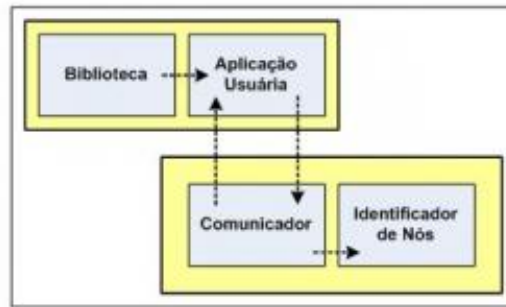 Biblioteca
Aplicação
Usuária
Comunicador
Identificador
de Nós